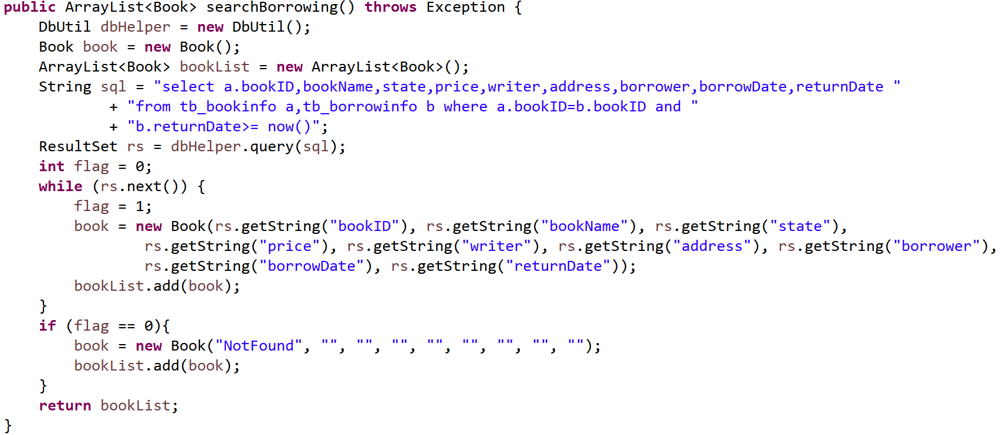 public ArrayList<Book> searchBorrowing() throws Exception {
    DbUtil dbHelper = new DbUtil();
    Book book = new Book();
    ArrayList<Book> bookList = new ArrayList<Book>();
    String sql = "select a.bookID,bookName,state,price,writer,address,borrower,borrowDate,returnDate "
            + "from tb_bookinfo a,tb_borrowinfo b where a.bookID=b.bookID and "
            + "b.returnDate>= now()";
    ResultSet rs = dbHelper.query(sql);
    int flag = 0;
    while (rs.next()) {
        flag = 1;
        book = new Book(rs.getString("bookID"), rs.getString("bookName"), rs.getString("state"),
                rs.getString("price"), rs.getString("writer"), rs.getString("address"), rs.getString("borrower"),
                rs.getString("borrowDate"), rs.getString("returnDate"));
        bookList.add(book);
    }
    if (flag == 0){
        book = new Book("NotFound", "", "", "", "", "", "", "", "");
        bookList.add(book);
    }
    return bookList;
}